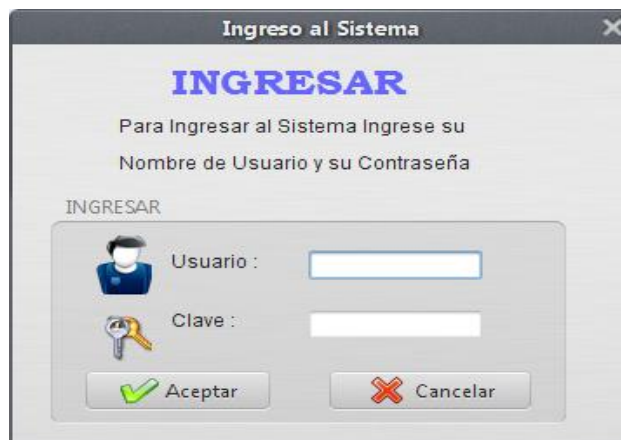 Ingreso al Sistema
INGRESAR
Para Ingresar al Sistema Ingrese su
Nombre de Usuario y su Contraseña
INGRESAR
Usuario :
Clave :
Aceptar Cancelar